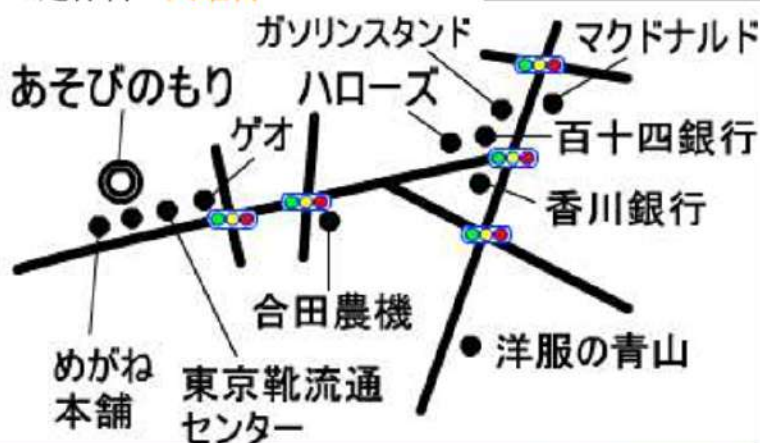 ガソリンスタンド
マクドナルド
あそびのもり
ハローズ
ゲオ
百十四銀行
香川銀行
合田農機
洋服の青山
めがね
本舗
東京靴流通
センター